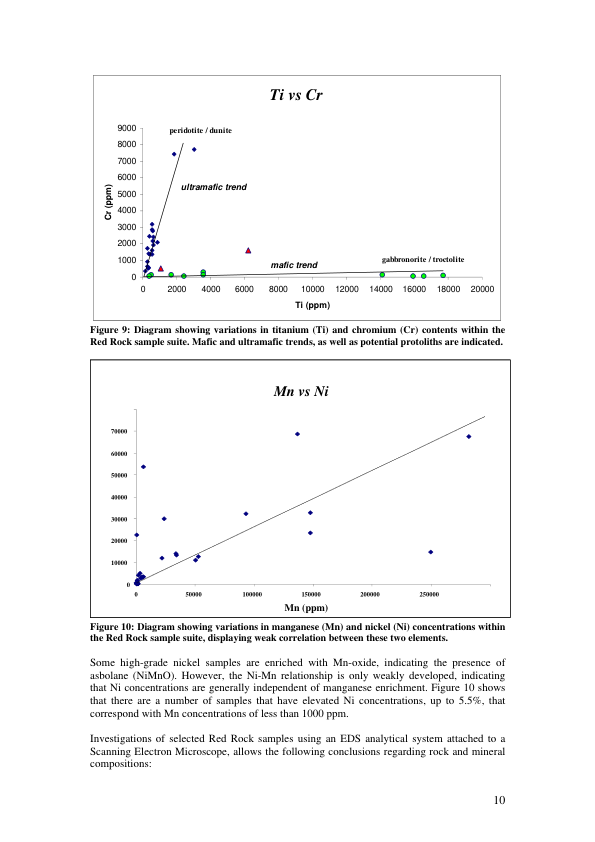 Ti vs Cr
9000
peridotite / dunite
8000
7000
6000
ultramafic trend
5000
Cr (ppm)
4000
3000
2000
1000
mafic trend
gabbronorite / troctolite
0
0 2000 4000 6000 8000 10000 12000 14000 16000 18000 20000
Ti (ppm)
Figure 9: Diagram showing variations in titanium (Ti) and chromium (Cr) contents within the
Red Rock sample suite. Mafic and ultramafic trends, as well as potential protoliths are indicated.
Mn vs Ni
70000
60000
50000
40000
30000
20000
10000
0
0 50000 100000 150000 200000 250000
Mn (ppm)
Figure 10: Diagram showing variations in manganese (Mn) and nickel (Ni) concentrations within
the Red Rock sample suite, displaying weak correlation between these two elements.
Some high-grade nickel samples are enriched with Mn-oxide, indicating the presence of
asbolane (NiMnO). However, the Ni-Mn relationship is only weakly developed, indicating
that Ni concentrations are generally independent of manganese enrichment. Figure 10 shows
that there are a number of samples that have elevated Ni concentrations, up to 5.5%, that
correspond with Mn concentrations of less than 1000 ppm.
Investigations of selected Red Rock samples using an EDS analytical system attached to a
Scanning Electron Microscope, allows the following conclusions regarding rock and mineral
compositions:
10